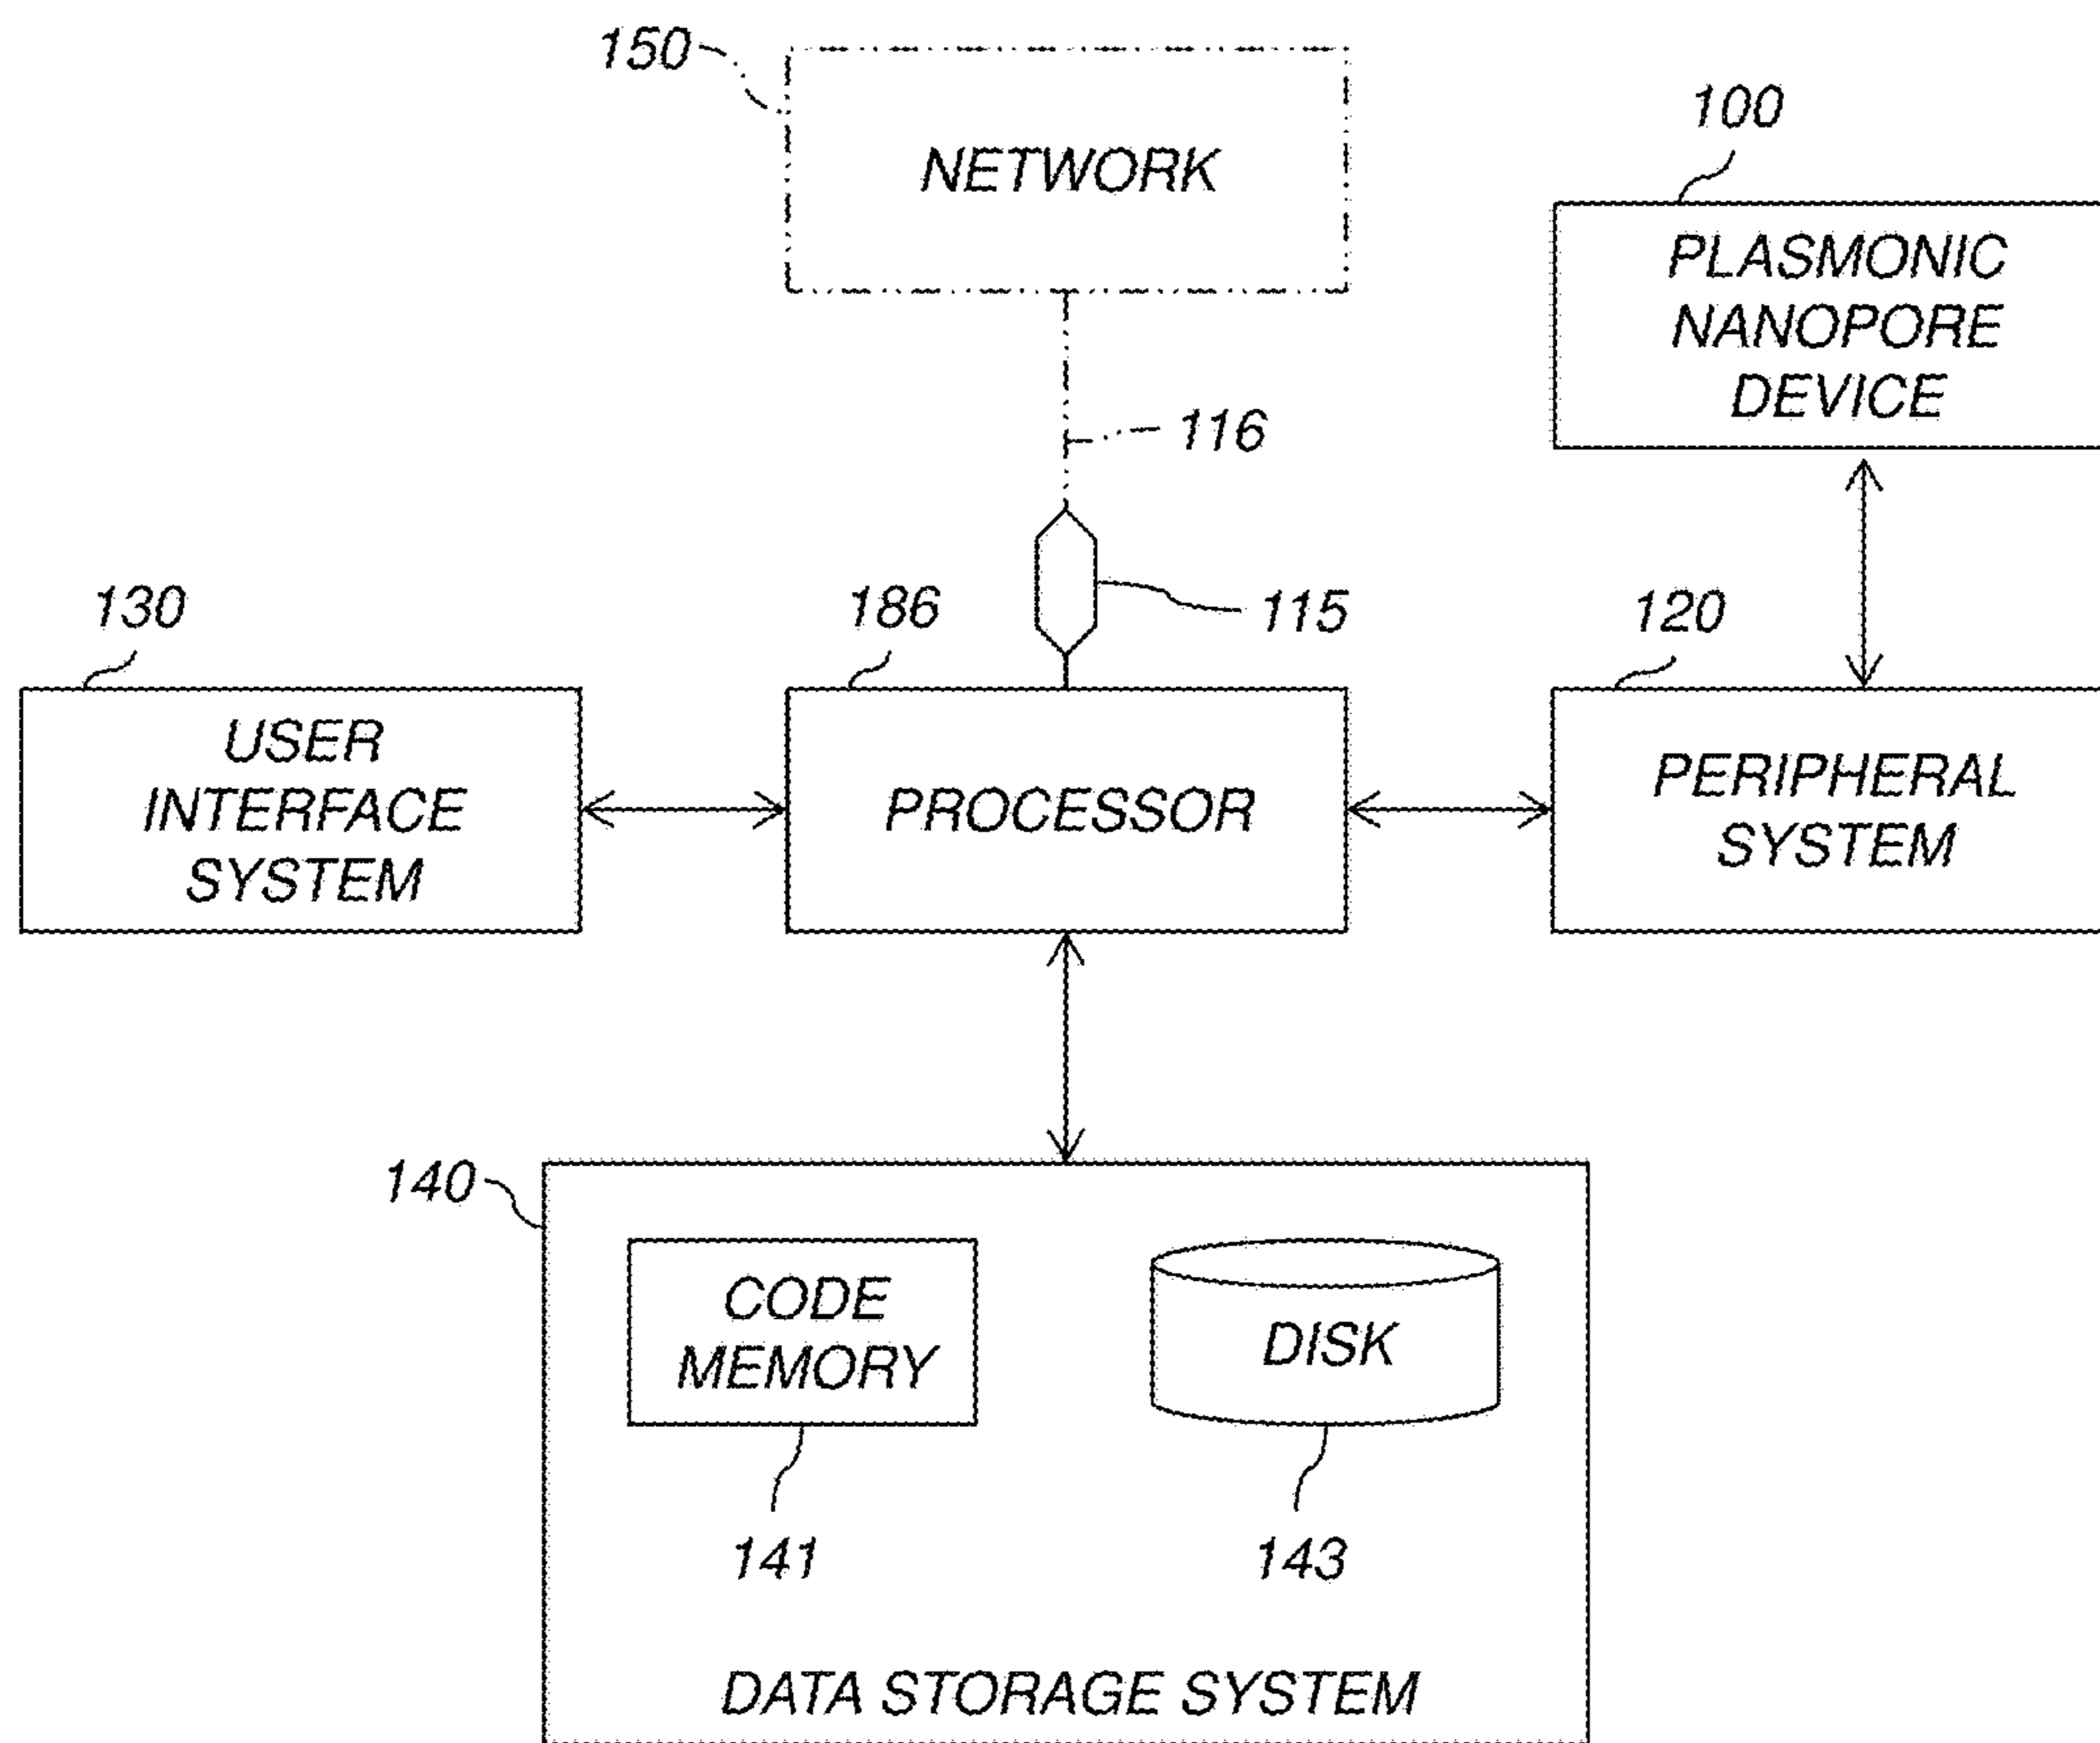 150
NETWORK
100
PLASMONIC
NANOPORE
DEVICE
116
115
130
USER
INTERFACE
SYSTEM
186
PROCESSOR
120
PERIPHERAL
SYSTEM
140
CODE
MEMORY
141
DISK
143
DATA STORAGE SYSTEM